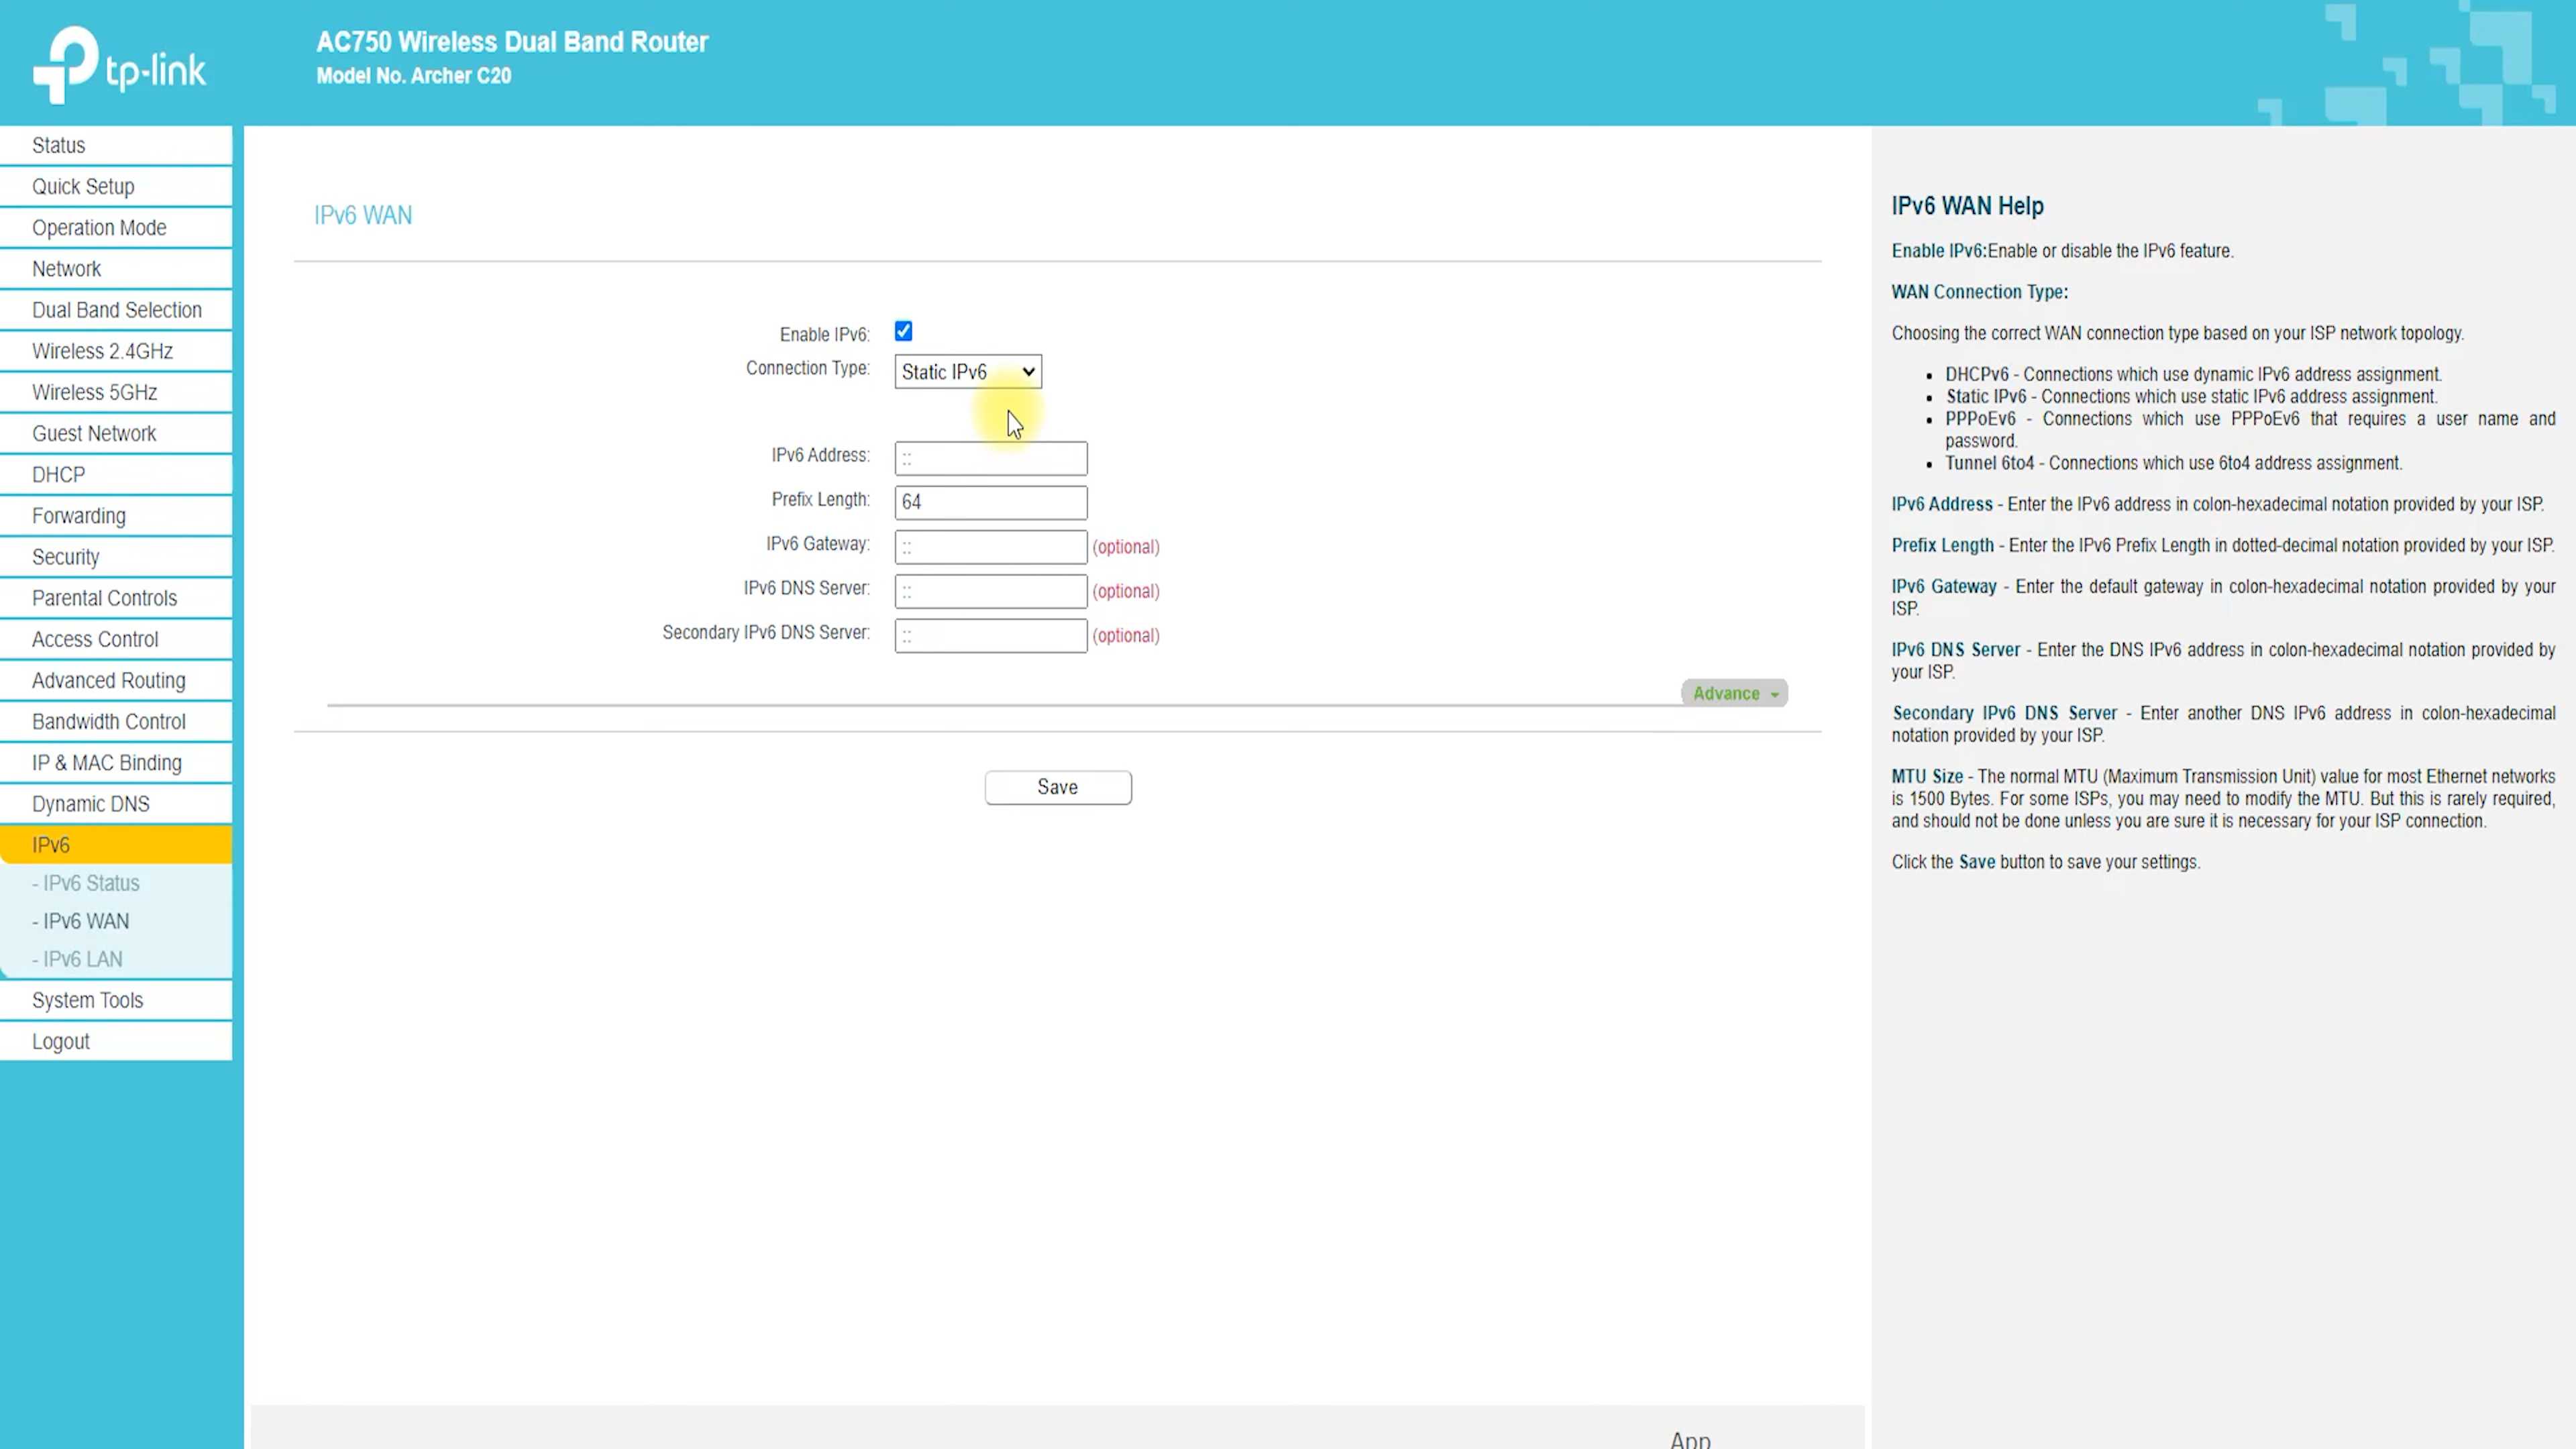 tp-link
AC750 Wireless Dual Band Router
Model No. Archer C20
Status
Quick Setup
Operation Mode
Network
Dual Band Selection
Wireless 2.4GHz
Wireless 5GHz
Guest Network
DHCP
Forwarding
Security
Parental Controls
Access Control
Advanced Routing
Bandwidth Control
IP & MAC Binding
Dynamic DNS
IPv6
- IPv6 Status
- IPv6 WAN
- IPv6 LAN
System Tools
Logout
IPv6 WAN
Enable IPv6:
Connection Type: Static IPv6
IPv6 Address: ::
Prefix Length: 64
IPv6 Gateway: :: (optional)
IPv6 DNS Server: :: (optional)
Secondary IPv6 DNS Server: :: (optional)
Advance
Save
App
IPv6 WAN Help
Enable IPv6:Enable or disable the IPv6 feature.
WAN Connection Type:
Choosing the correct WAN connection type based on your ISP network topology.
• DHCPv6 - Connections which use dynamic IPv6 address assignment.
• Static IPv6 - Connections which use static IPv6 address assignment.
• PPPoEv6 - Connections which use PPPoEv6 that requires a user name and
password.
• Tunnel 6to4 - Connections which use 6to4 address assignment.
IPv6 Address - Enter the IPv6 address in colon-hexadecimal notation provided by your ISP.
Prefix Length - Enter the IPv6 Prefix Length in dotted-decimal notation provided by your ISP.
IPv6 Gateway - Enter the default gateway in colon-hexadecimal notation provided by your
ISP.
IPv6 DNS Server - Enter the DNS IPv6 address in colon-hexadecimal notation provided by
your ISP.
Secondary IPv6 DNS Server - Enter another DNS IPv6 address in colon-hexadecimal
notation provided by your ISP.
MTU Size - The normal MTU (Maximum Transmission Unit) value for most Ethernet networks
is 1500 Bytes. For some ISPs, you may need to modify the MTU. But this is rarely required,
and should not be done unless you are sure it is necessary for your ISP connection.
Click the Save button to save your settings.